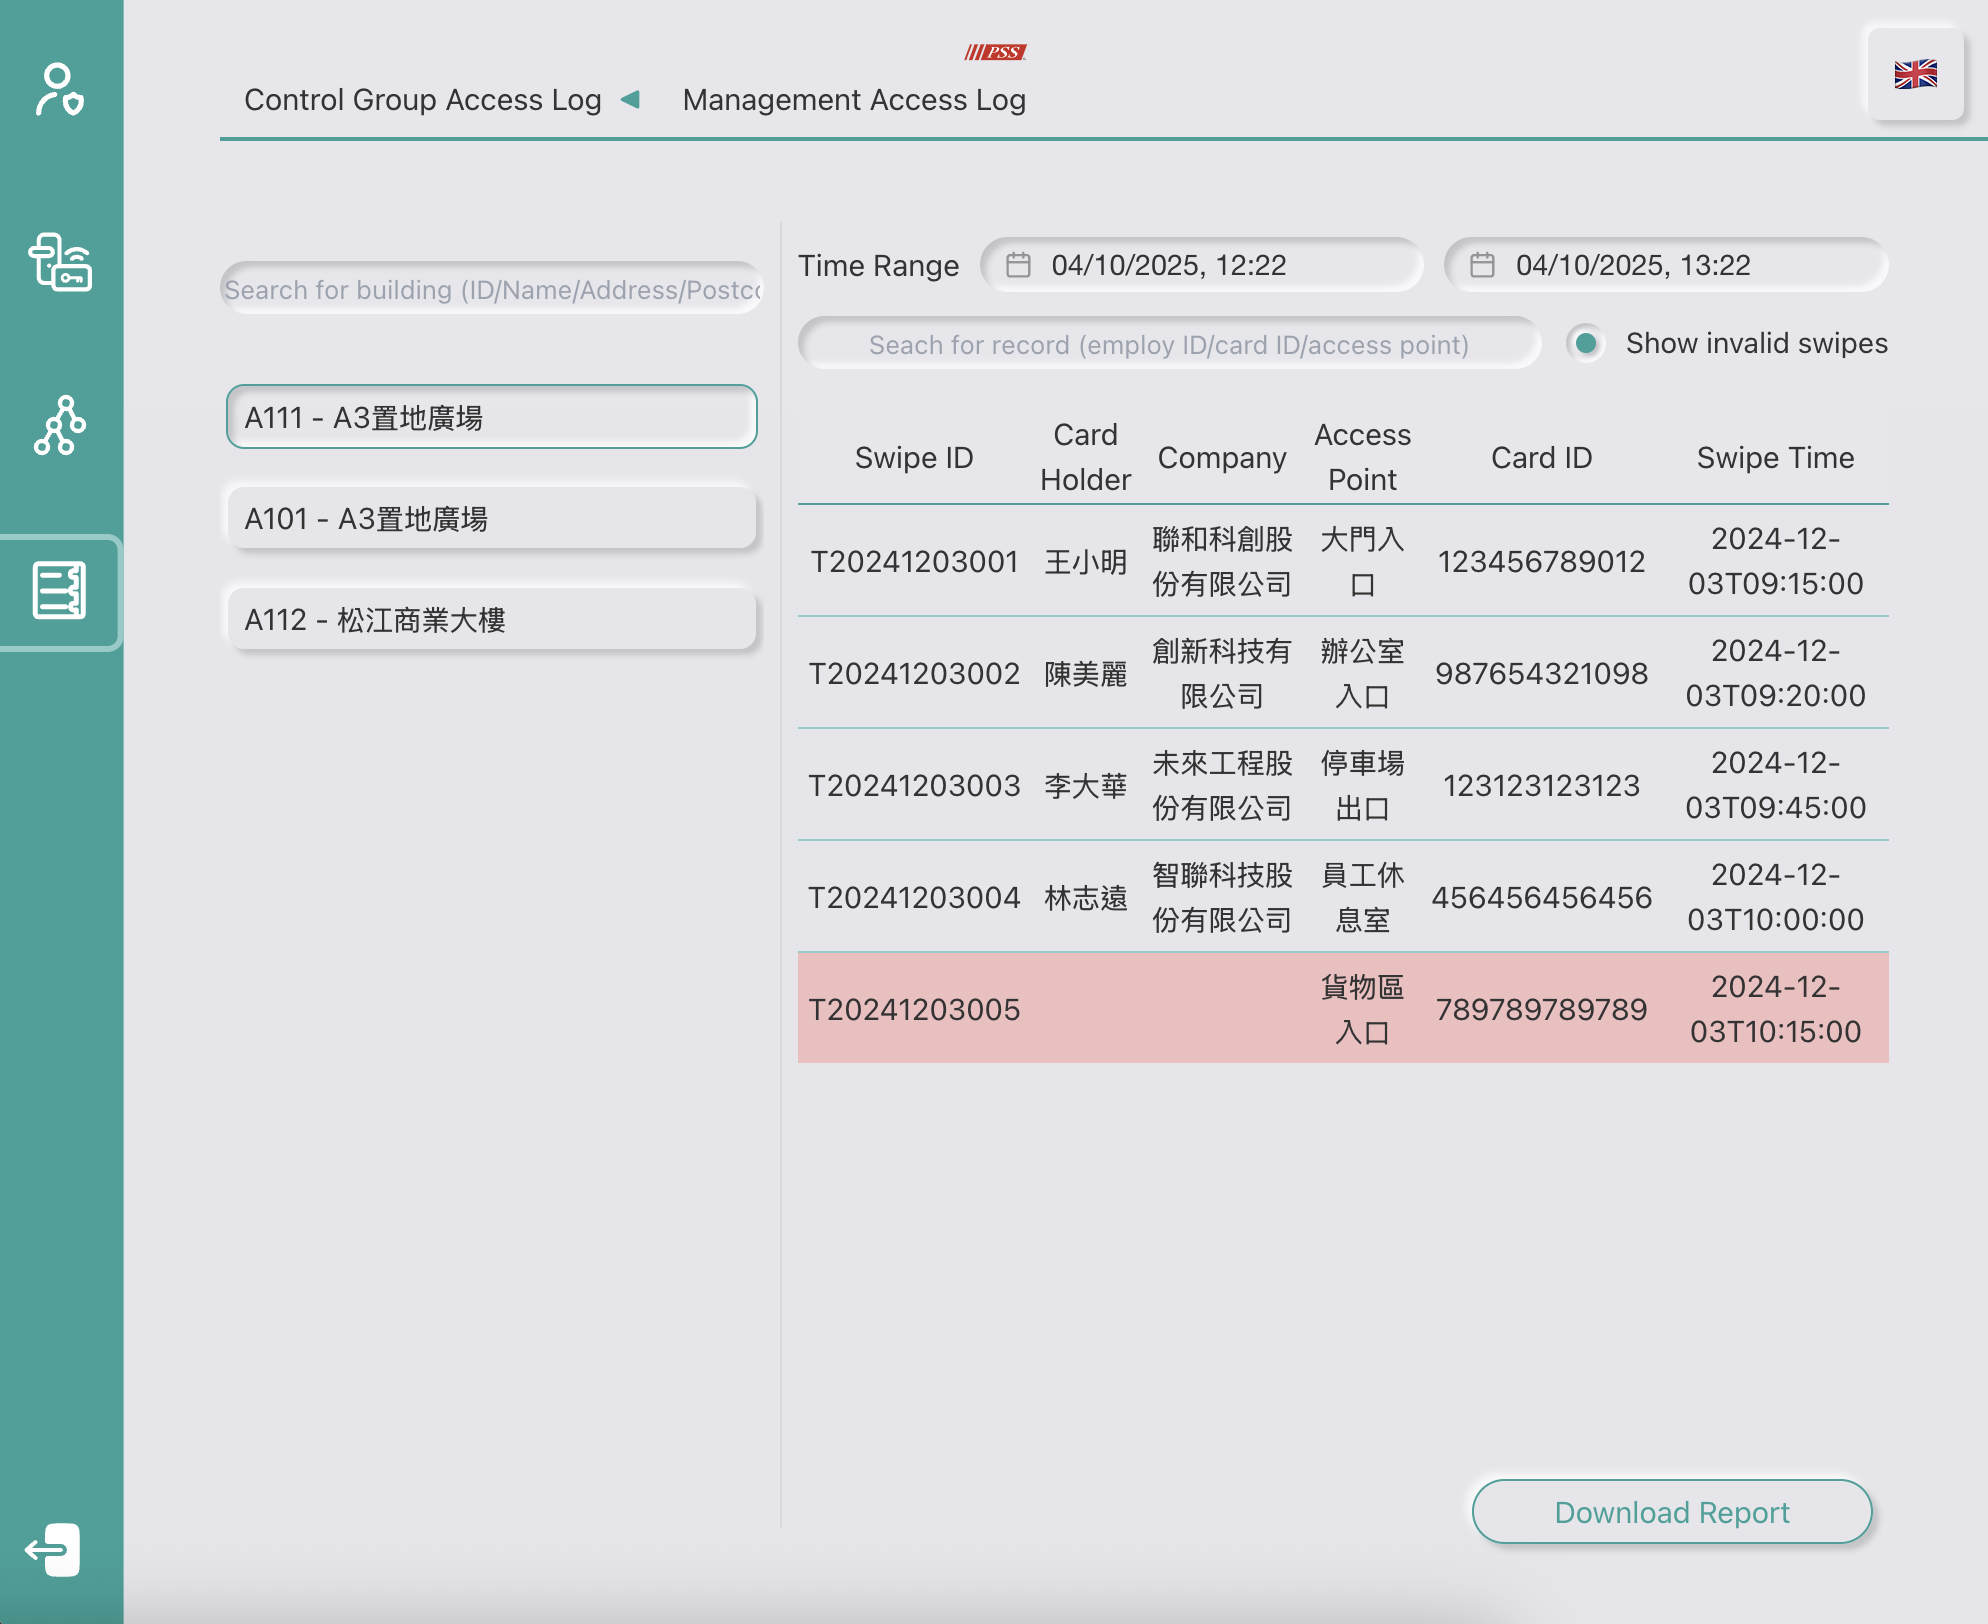 PSS
Control Group Access Log
Management Access Log
Search for building (ID/Name/Address/Postc
A111 - A3置地廣場
A101 - A3置地廣場
A112 - 松江商業大樓
Time Range
04/10/2025, 12:22
04/10/2025, 13:22
Seach for record (employ ID/card ID/access point)
Show invalid swipes
Swipe ID
Card
Holder
Company
Access
Point
Card ID
Swipe Time
T20241203001
王小明
聯和科創股
份有限公司
大門入
口
123456789012
2024-12-
03T09:15:00
T20241203002
陳美麗
創新科技有
限公司
辦公室
入口
987654321098
2024-12-
03T09:20:00
T20241203003
李大華
未來工程股
份有限公司
停車場
出口
123123123123
2024-12-
03T09:45:00
T20241203004
林志遠
智聯科技股
份有限公司
員工休
息室
456456456456
2024-12-
03T10:00:00
T20241203005
貨物區
入口
789789789789
2024-12-
03T10:15:00
Download Report